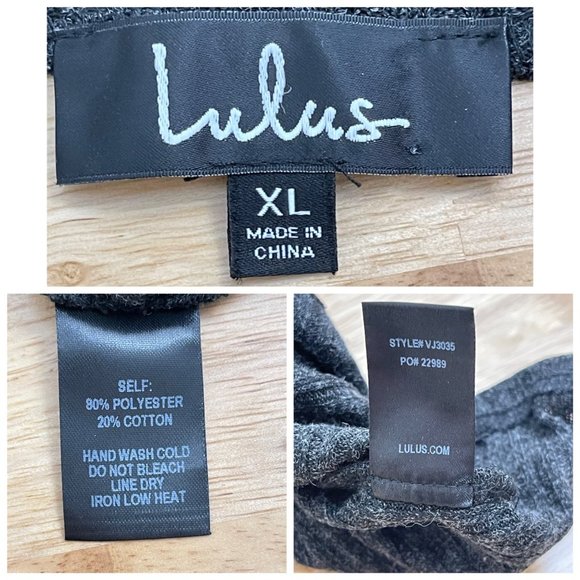 Lulus
XL
MADE IN
CHINA
SELF:
80% POLYESTER
20% COTTON
HAND WASH COLD
DO NOT BLEACH
LINE DRY
IRON LOW HEAT
STYLE# VJ3035
PO# 22989
LULUS.COM